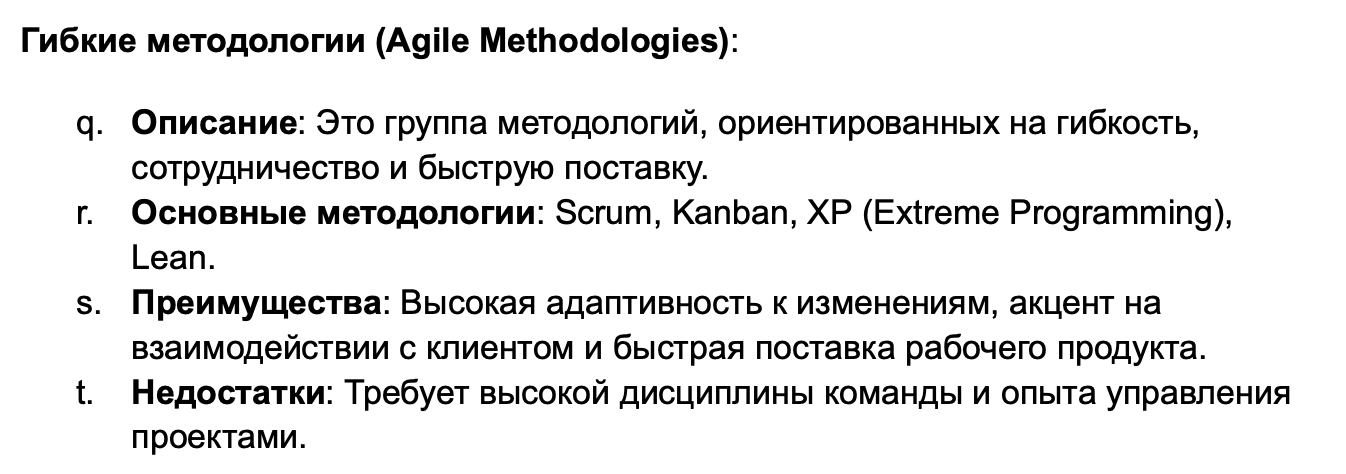 Гибкие методологии (Agile Methodologies):
q. Описание: Это группа методологий, ориентированных на гибкость,
сотрудничество и быструю поставку.
r. Основные методологии: Scrum, Kanban, XP (Extreme Programming),
Lean.
s. Преимущества: Высокая адаптивность к изменениям, акцент на
взаимодействии с клиентом и быстрая поставка рабочего продукта.
t. Недостатки: Требует высокой дисциплины команды и опыта управления
проектами.